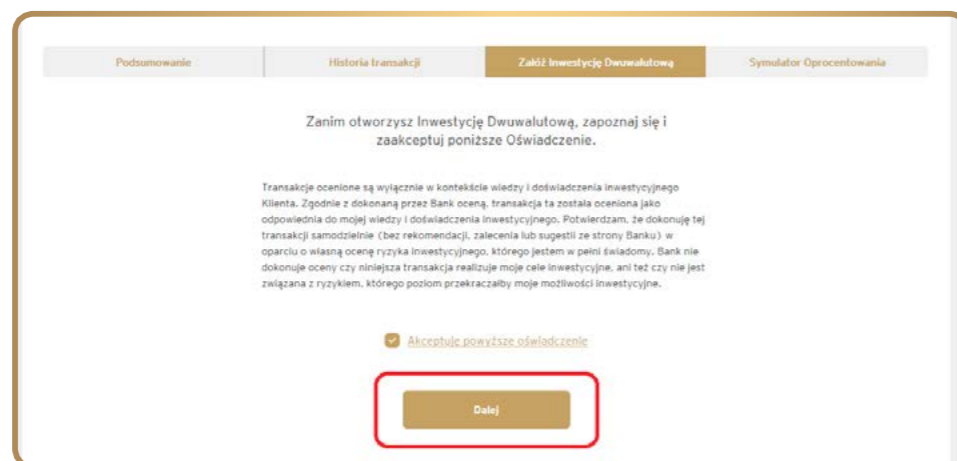 Podsumowanie
Historia transakcji
Załóż Inwestycję Dwuwalutową
Symulator Oprocentowania
Zanim otworzysz Inwestycję Dwuwalutową, zapoznaj się i
zaakceptuj poniższe Oświadczenie.
Transakcje ocenione są wyłącznie w kontekście wiedzy i doświadczenia inwestycyjnego
Klienta. Zgodnie z dokonaną przez Bank oceną, transakcja ta została oceniona jako
odpowiednia do mojej wiedzy i doświadczenia inwestycyjnego. Potwierdzam, że dokonuję tej
transakcji samodzielnie (bez rekomendacji, zalecenia lub sugestii ze strony Banku) w
oparciu o własną ocenę ryzyka inwestycyjnego, którego jestem w pełni świadomy. Bank nie
dokonuje oceny czy niniejsza transakcja realizuje moje cele inwestycyjne, ani też czy nie jest
związana z ryzykiem, którego poziom przekraczałby moje możliwości inwestycyjne.
Akceptuję powyższe oświadczenie
Dalej